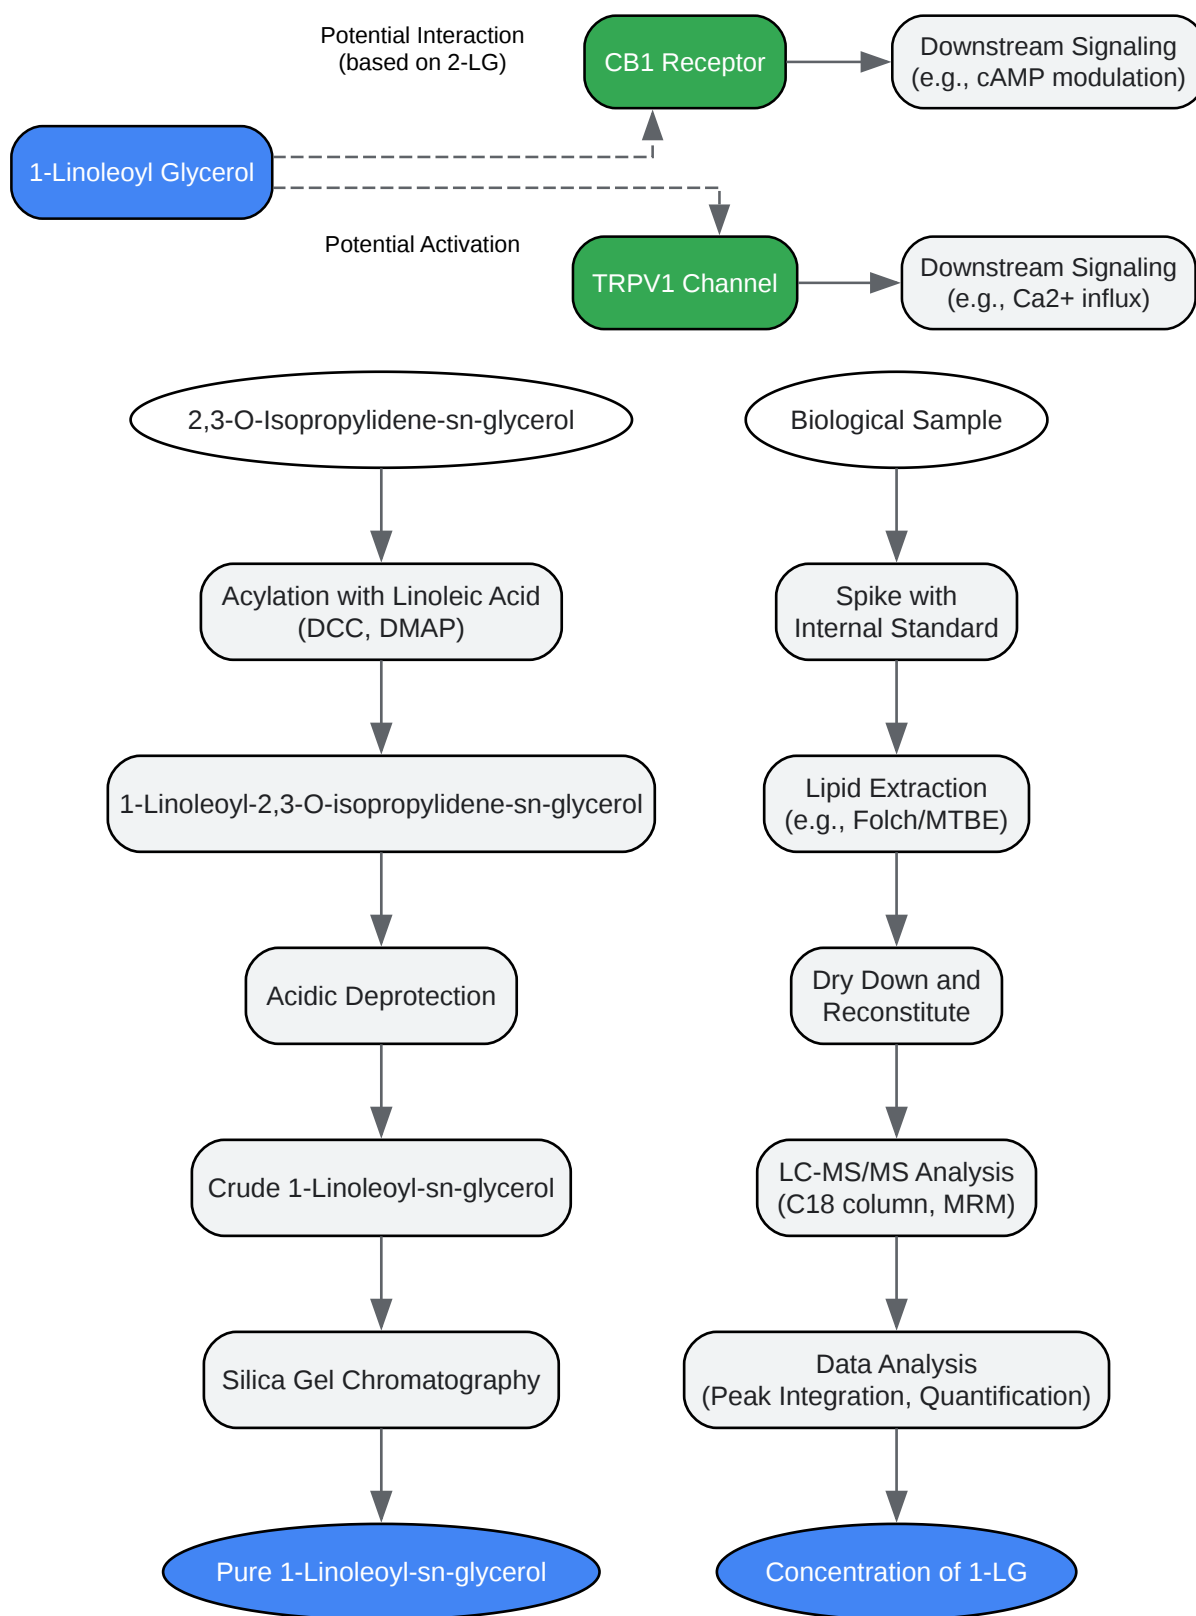 Potential Interaction
(based on 2-LG)
CB1 Receptor
Downstream Signaling
(e.g., cAMP modulation)
1-Linoleoyl Glycerol
Potential Activation
TRPV1 Channel
Downstream Signaling
(e.g., Ca2+ influx)
2,3-O-Isopropylidene-sn-glycerol
Acylation with Linoleic Acid
(DCC, DMAP)
1-Linoleoyl-2,3-O-isopropylidene-sn-glycerol
Acidic Deprotection
Crude 1-Linoleoyl-sn-glycerol
Silica Gel Chromatography
Pure 1-Linoleoyl-sn-glycerol
Biological Sample
Spike with
Internal Standard
Lipid Extraction
(e.g., Folch/MTBE)
Dry Down and
Reconstitute
LC-MS/MS Analysis
(C18 column, MRM)
Data Analysis
(Peak Integration, Quantification)
Concentration of 1-LG